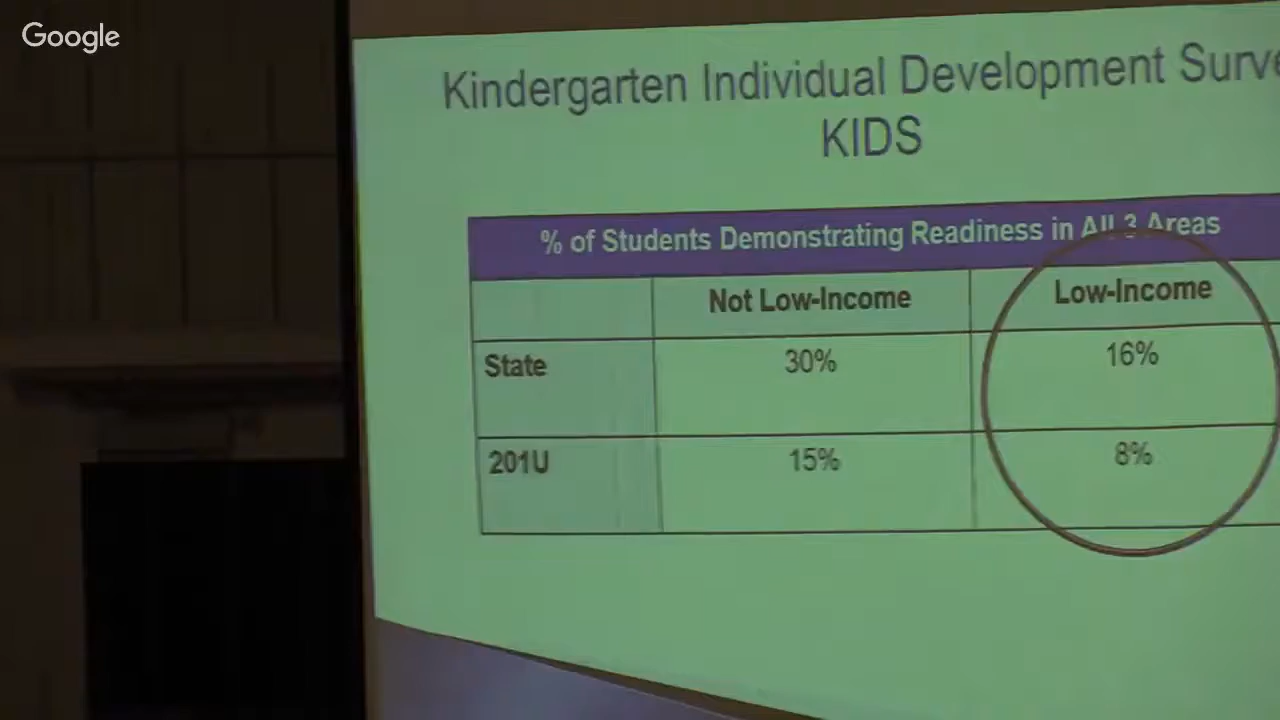 Google
Kindergarten Individual Development Surve
KIDS
% of Students Demonstrating Readiness in All 3 Areas
Not Low-Income Low-Income
State 30% 16%
201U 15% 8%